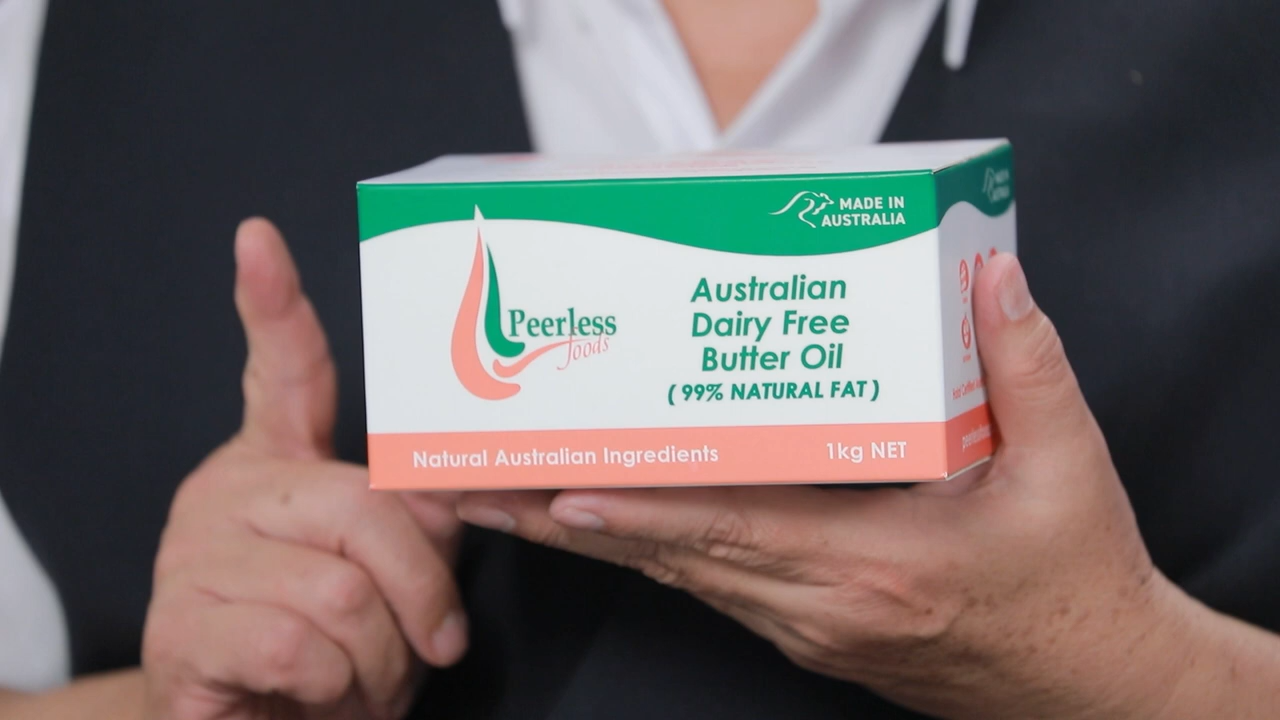 MADE IN
AUSTRALIA
Peerless
foods
Australian
Dairy Free
Butter Oil
( 99% NATURAL FAT )
Natural Australian Ingredients
1kg NET